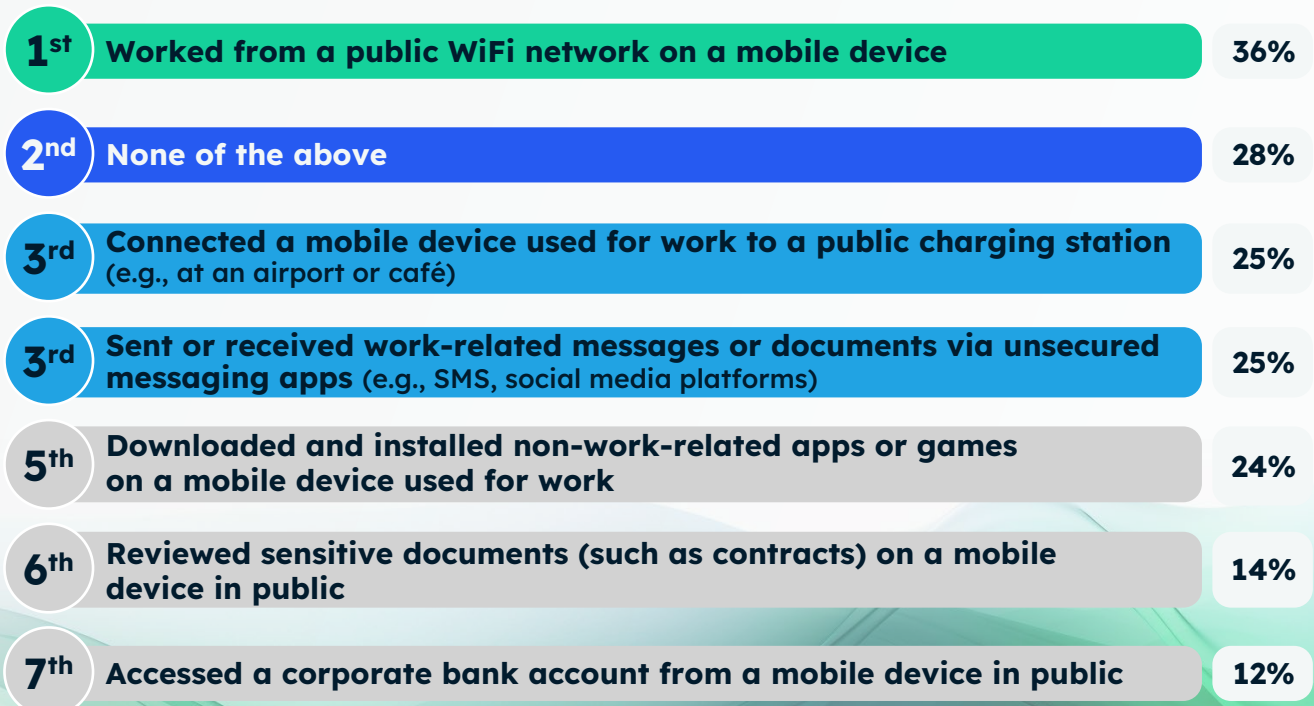 1st Worked from a public WiFi network on a mobile device 36%
2nd None of the above 28%
3rd Connected a mobile device used for work to a public charging station
(e.g., at an airport or café) 25%
3rd Sent or received work-related messages or documents via unsecured
messaging apps (e.g., SMS, social media platforms) 25%
5th Downloaded and installed non-work-related apps or games
on a mobile device used for work 24%
6th Reviewed sensitive documents (such as contracts) on a mobile
device in public 14%
7th Accessed a corporate bank account from a mobile device in public 12%